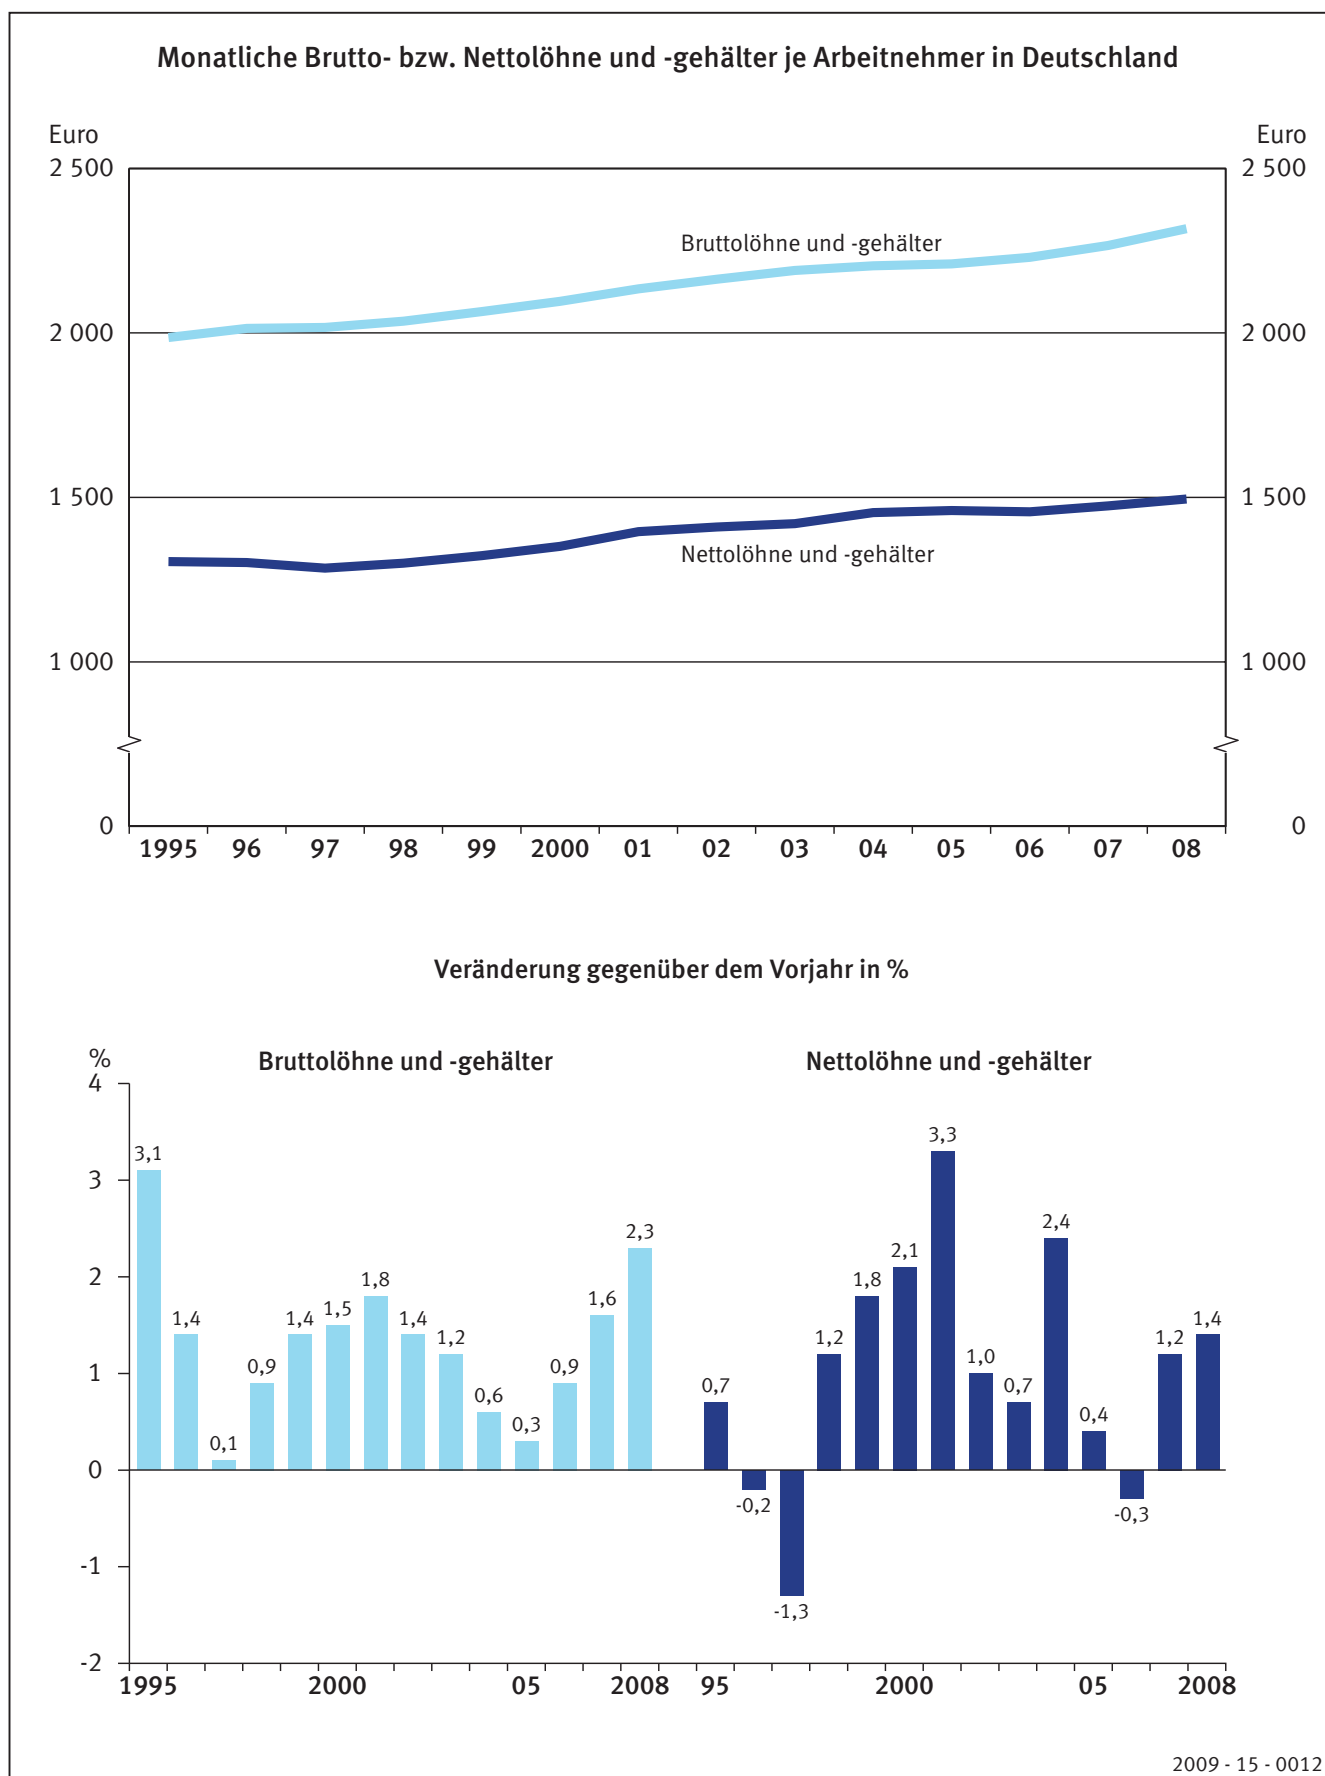 Monatliche Brutto- bzw. Nettolöhne und -gehälter je Arbeitnehmer in Deutschland
Euro Euro
2 500 2 500
Bruttolöhne und -gehälter
2 000 2 000
1 500 1 500
Nettolöhne und -gehälter
1 000 1 000
0 0
1995 96 97 98 99 2000 01 02 03 04 05 06 07 08
Veränderung gegenüber dem Vorjahr in %
% Bruttolöhne und -gehälter Nettolöhne und -gehälter
4
3
2
1
0
-1
-2
3,1 1,4 0,1 0,9 1,4 1,5 1,8 1,4 1,2 0,6 0,3 0,9 1,6 2,3
0,7 -0,2 -1,3 1,2 1,8 2,1 3,3 1,0 0,7 2,4 0,4 -0,3 1,2 1,4
1995 2000 05 2008 95 2000 05 2008
2009 - 15 - 0012